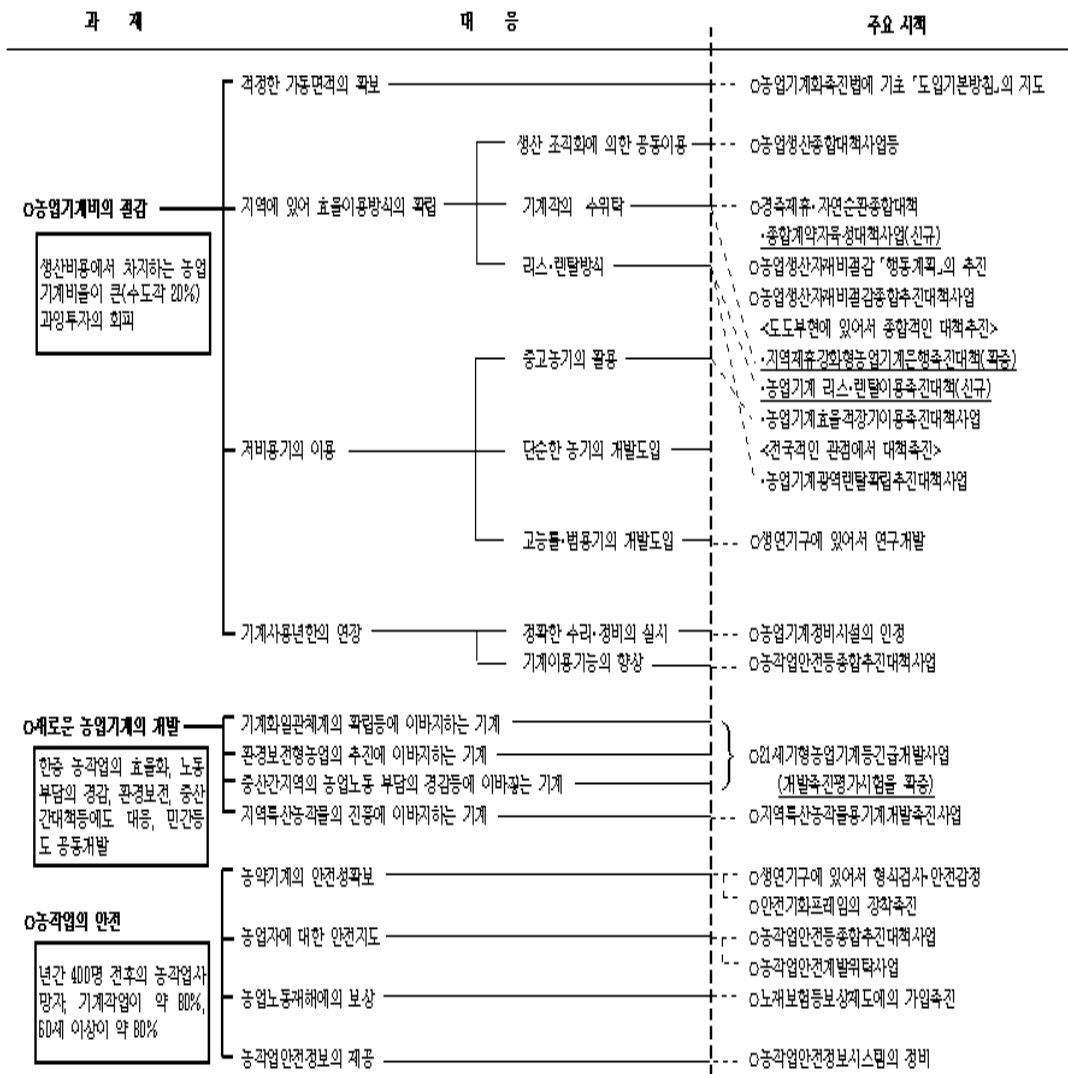 과 제 대 응 주요 시책
적정한 가동면적의 확보 ㅇ농업기계화촉진법에 기초 「도입기본방침」의 지도
생산 조직화에 의한 공동이용 ㅇ농업생산종합대책사업등
ㅇ농업기계비의 절감 지역에 있어 효율이용방식의 확립 기계작의 수위탁 ㅇ경축제휴·자연순환종합대책
·종합계약자육성대책사업(신규)
생산비용에서 차지하는 농업
기계비율이 큰(수도작 20%)
과잉투자의 회피
리스·렌탈방식 ㅇ농업생산자재비절감 「행동계획」의 추진
ㅇ농업생산자재비절감종합추진대책사업
<도도부현에 있어서 종합적인 대책추진>
중고농기의 활용 ·지역제휴강화형농업기계은행촉진대책(확충)
·농업기계 리스·렌탈이용촉진대책(신규)
·농업기계효율적장기이용촉진대책사업
저비용기의 이용 단순한 농기의 개발도입 <전국적인 관점에서 대책촉진>
·농업기계광역렌탈확립추진대책사업
고능률·범용기의 개발도입 ㅇ생연기구에 있어서 연구개발
기계사용년한의 연장 정확한 수리·정비의 실시 ㅇ농업기계정비시설의 인정
기계이용기능의 향상 ㅇ농작업안전등종합추진대책사업
ㅇ새로운 농업기계의 개발 기계화일관체계의 확립등에 이바지하는 기계
한층 농작업의 효율화, 노동
부담의 경감, 환경보전, 중산
간대책등에도 대응, 민간등
도 공동개발
환경보전형농업의 추진에 이바지하는 기계 ㅇ21세기형농업기계등긴급개발사업
중산간지역의 농업노동 부담의 경감등에 이바지하는 기계 (개발촉진평가시험을 확충)
지역특산농작물의 진흥에 이바지하는 기계 ㅇ지역특산농작물용기계개발촉진사업
농약기계의 안전성확보 ㅇ생연기구에 있어서 형식검사·안전감정
ㅇ안전기화프레임의 장착촉진
ㅇ농작업의 안전
농업자에 대한 안전지도 ㅇ농작업안전등종합추진대책사업
ㅇ농작업안전계발위탁사업
년간 400명 전후의 농작업사
망자, 기계작업이 약 80%,
60세 이상이 약 80%
농업노동재해에의 보상 ㅇ노재보험등보상제도에의 가입촉진
농작업안전정보의 제공 ㅇ농작업안전정보시스템의 정비